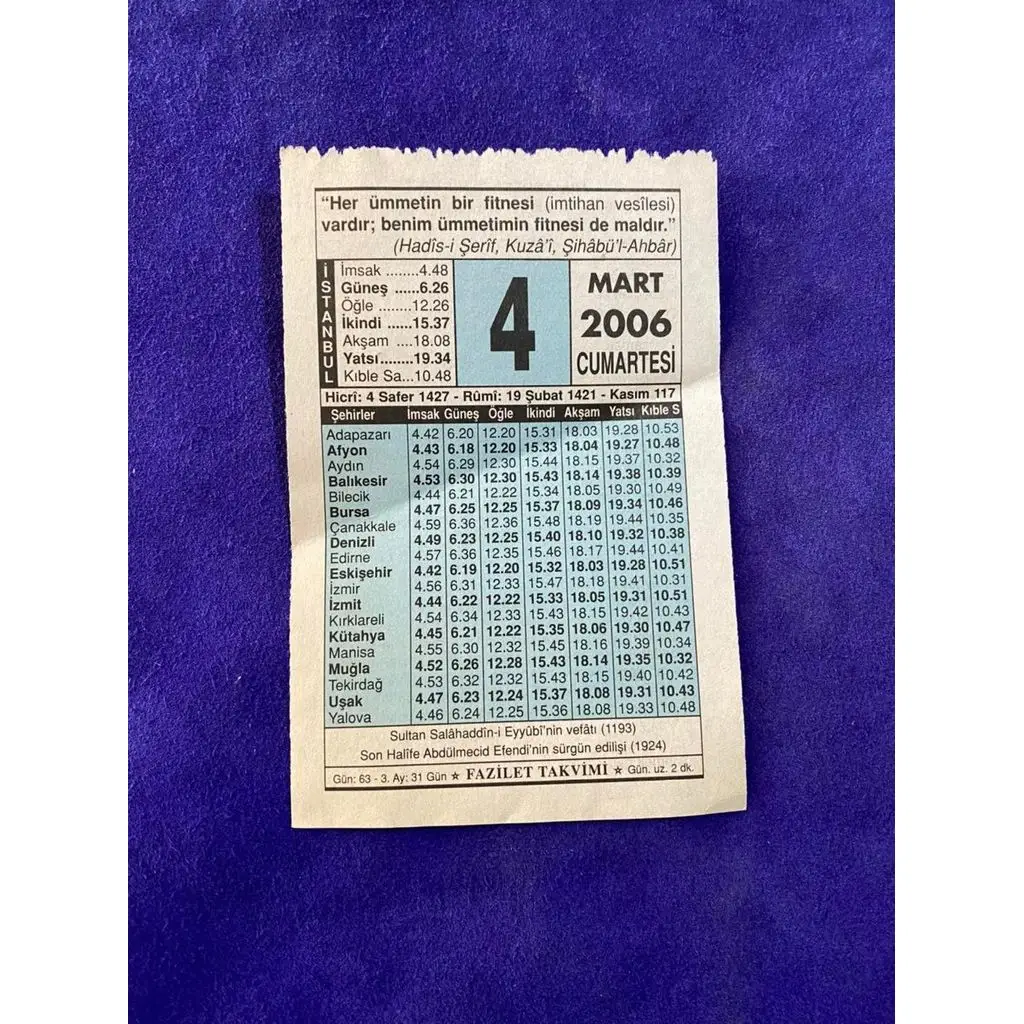 “Her ümmetin bir fitnesi (imtihan vesîlesi)
vardır; benim ümmetimin fitnesi de maldır.”
(Hadîs-i Şerîf, Kuzâ'î, Şihâbü'l-Ahbâr)
İSTANBUL
İmsak ........4.48
Güneş ......6.26
Öğle ........12.26
İkindi ......15.37
Akşam ....18.08
Yatsı........19.34
Kıble Sa...10.48
4
MART
2006
CUMARTESİ
Hicrî: 4 Safer 1427 - Rûmî: 19 Şubat 1421 - Kasım 117
Şehirler İmsak Güneş Öğle İkindi Akşam Yatsı Kıble S
Adapazarı 4.42 6.20 12.20 15.31 18.03 19.28 10.53
Afyon 4.43 6.18 12.20 15.33 18.04 19.27 10.48
Aydın 4.54 6.29 12.30 15.44 18.15 19.37 10.32
Balıkesir 4.53 6.30 12.30 15.43 18.14 19.38 10.39
Bilecik 4.44 6.21 12.22 15.34 18.05 19.30 10.49
Bursa 4.47 6.25 12.25 15.37 18.09 19.34 10.46
Çanakkale 4.59 6.36 12.36 15.48 18.19 19.44 10.35
Denizli 4.49 6.23 12.25 15.40 18.10 19.32 10.38
Edirne 4.57 6.36 12.35 15.46 18.17 19.44 10.41
Eskişehir 4.42 6.19 12.20 15.32 18.03 19.28 10.51
İzmir 4.56 6.31 12.33 15.47 18.18 19.41 10.31
İzmit 4.44 6.22 12.22 15.33 18.05 19.31 10.51
Kırklareli 4.54 6.34 12.33 15.43 18.15 19.42 10.43
Kütahya 4.45 6.21 12.22 15.35 18.06 19.30 10.47
Manisa 4.55 6.30 12.32 15.45 18.16 19.39 10.34
Muğla 4.52 6.26 12.28 15.43 18.14 19.35 10.32
Tekirdağ 4.53 6.32 12.32 15.43 18.15 19.40 10.42
Uşak 4.47 6.23 12.24 15.37 18.08 19.31 10.43
Yalova 4.46 6.24 12.25 15.36 18.08 19.33 10.48
Sultan Salâhaddîn-i Eyyûbî'nin vefâtı (1193)
Son Halîfe Abdülmecid Efendi'nin sürgün edilişi (1924)
Gün: 63 - 3. Ay: 31 Gün ★ FAZİLET TAKVİMİ ★ Gün. uz. 2 dk.